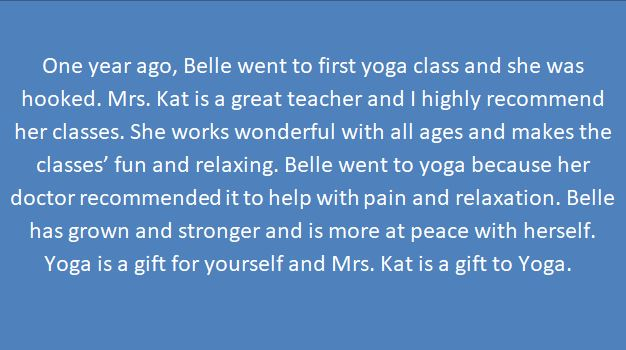 One year ago, Belle went to first yoga class and she was
hooked. Mrs. Kat is a great teacher and I highly recommend
her classes. She works wonderful with all ages and makes the
classes’ fun and relaxing. Belle went to yoga because her
doctor recommended it to help with pain and relaxation. Belle
has grown and stronger and is more at peace with herself.
Yoga is a gift for yourself and Mrs. Kat is a gift to Yoga.